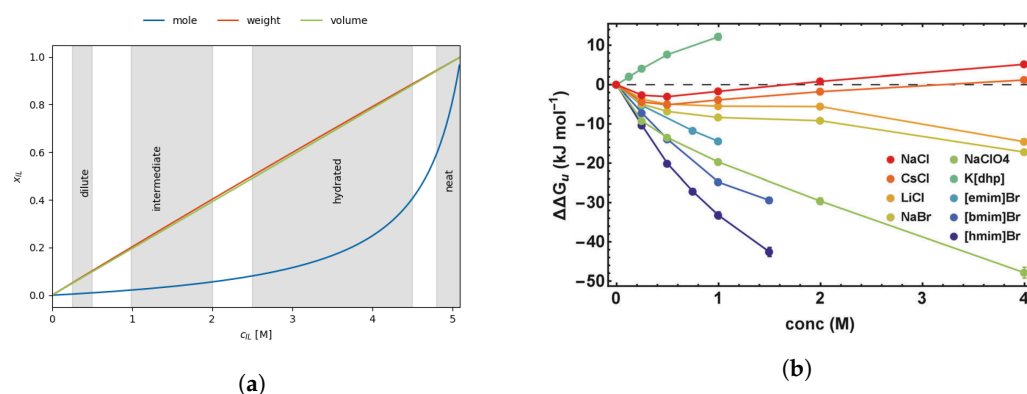 mole weight volume
1.0
0.8
0.6
0.4
0.2
0.0
x_IL
dilute
intermediate
hydrated
neat
0 1 2 3 4 5
c_IL [M]
(a)
10
0
−10
−20
−30
−40
−50
ΔΔG_u (kJ mol⁻¹)
NaCl NaClO4
CsCl K[dhp]
LiCl [emim]Br
NaBr [bmim]Br
[hmim]Br
0 1 2 3 4
conc (M)
(b)